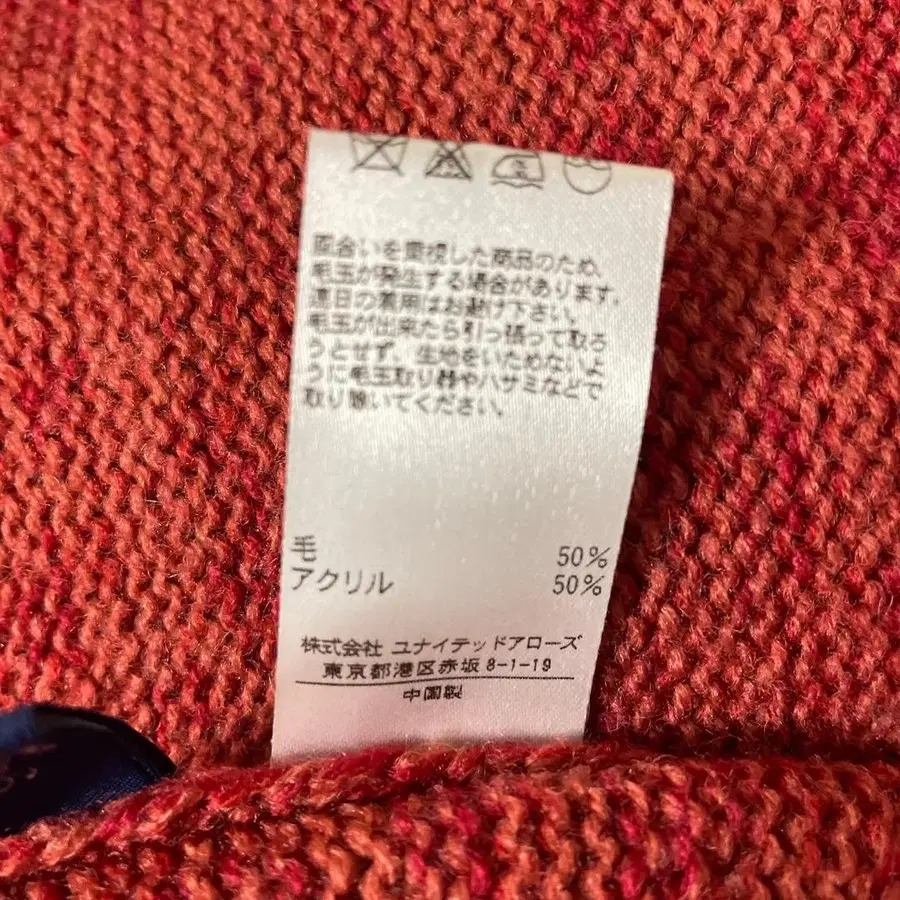 風合いを重視した商品のため、
毛玉が発生する場合があります。
連日の着用はお避け下さい。
毛玉が出来たら引っ張って取ろ
うとせず、生地をいためないよ
うに毛玉取り器やハサミなどで
取り除いてください。
毛 50%
アクリル 50%
株式会社 ユナイテッドアローズ
東京都港区赤坂 8-1-19
中国製